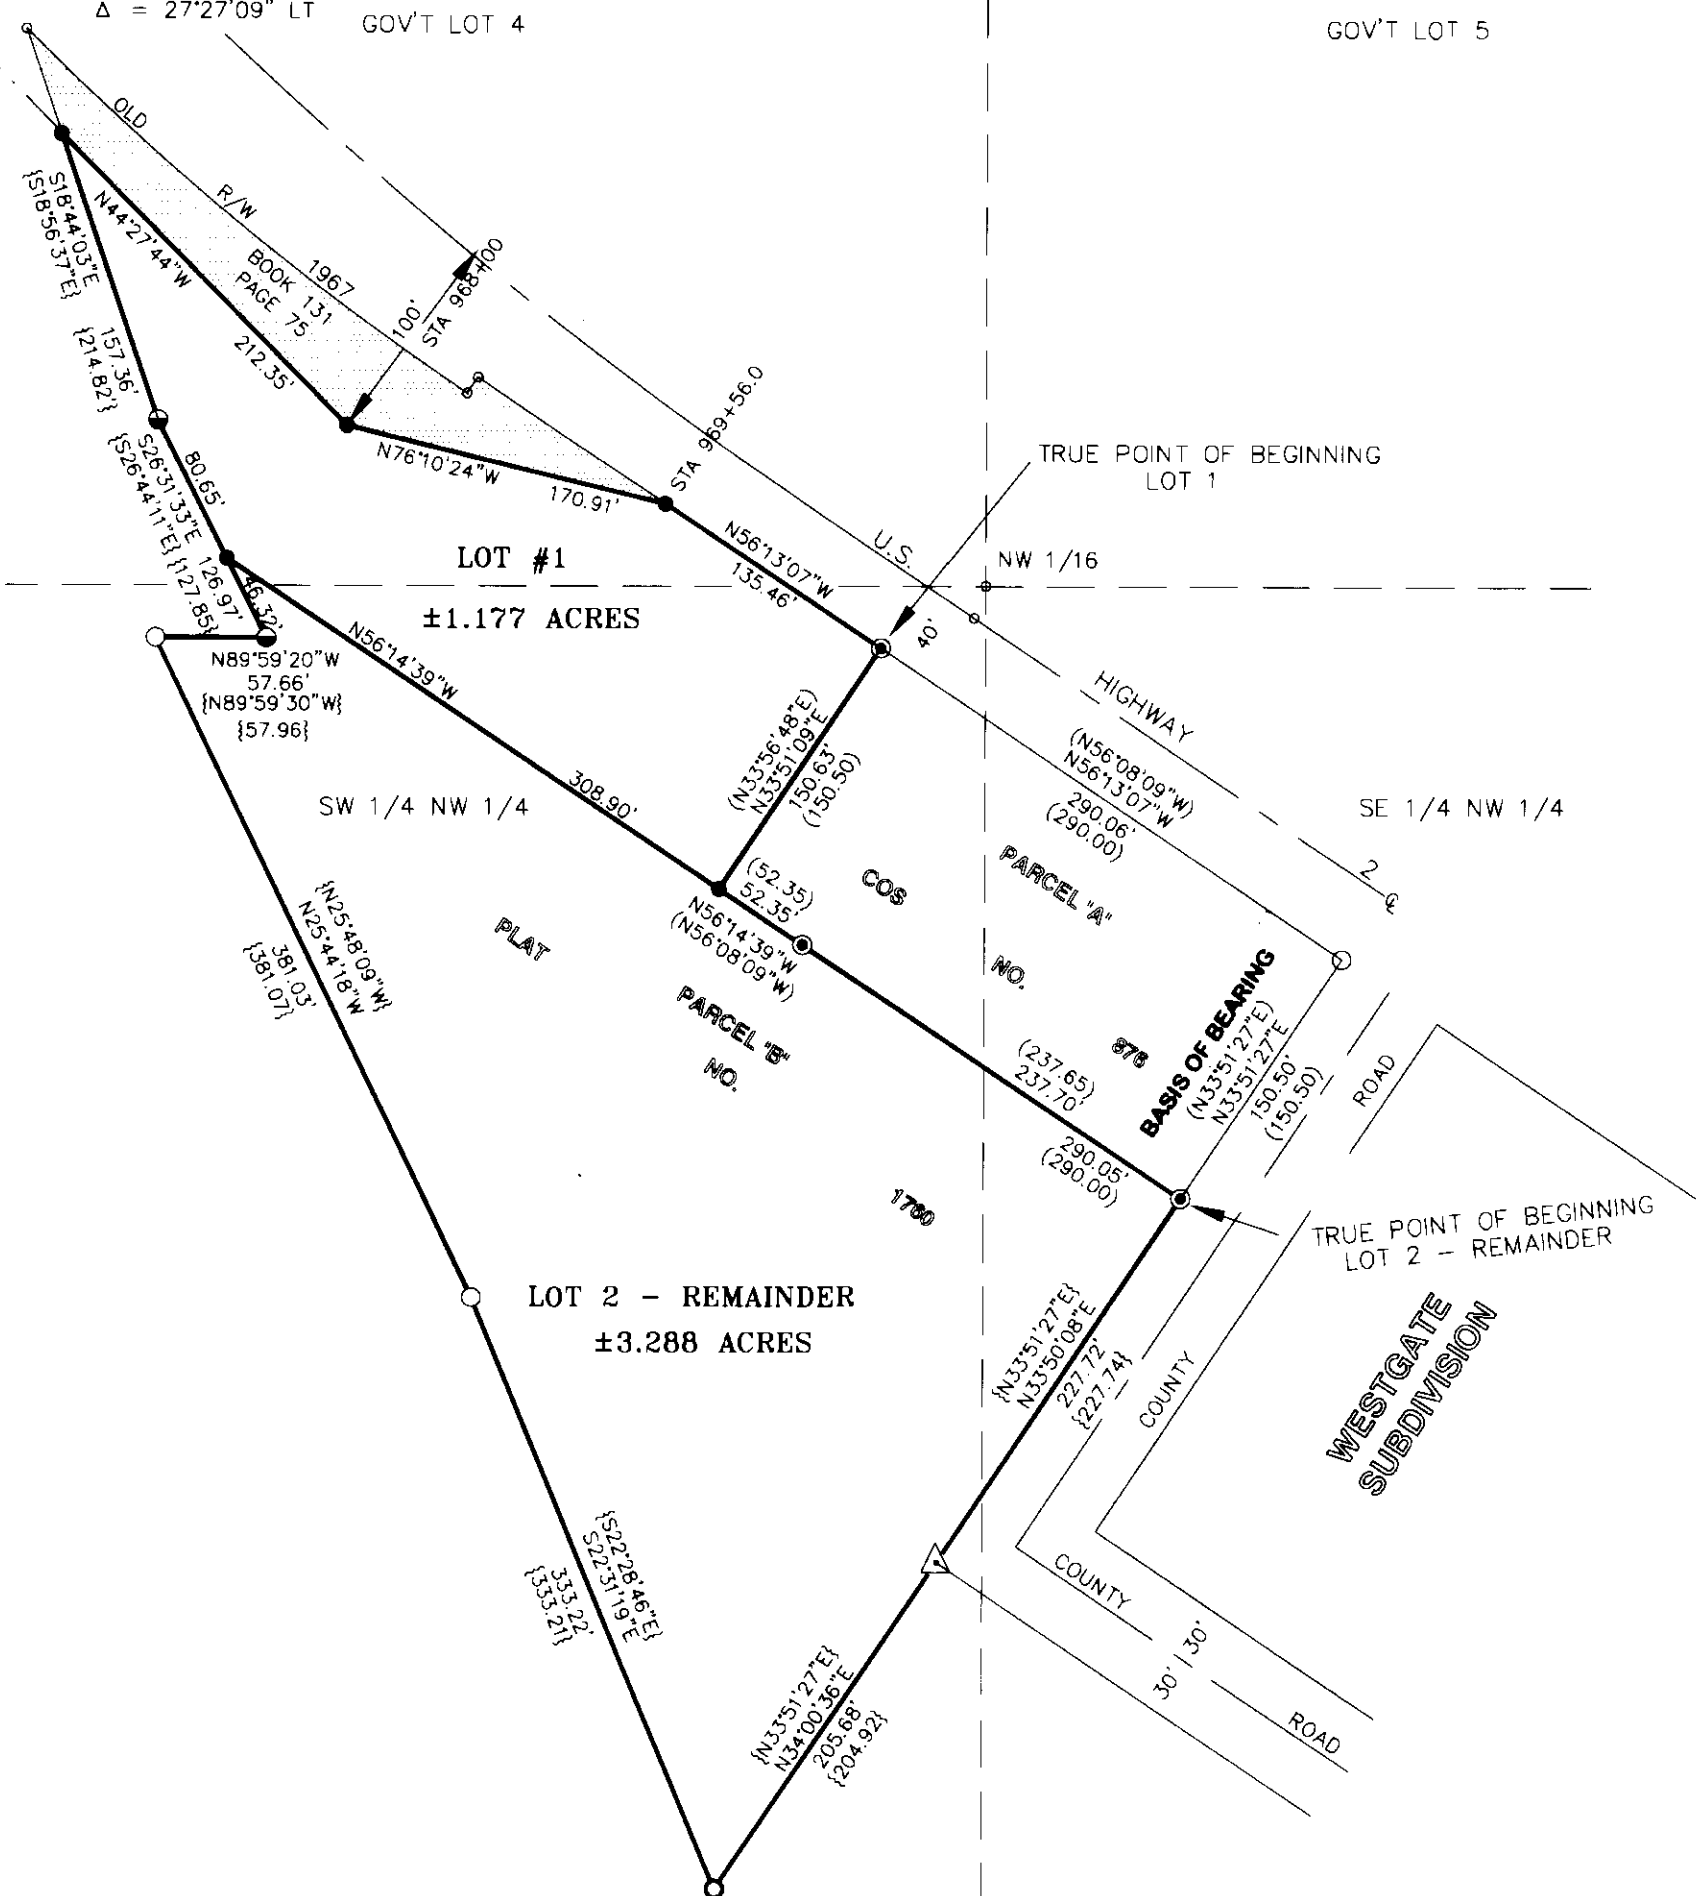 Δ = 27°27'09" LT
GOV'T LOT 4
GOV'T LOT 5
OLD
R/W
1967
BOOK 131
PAGE 75
S18°44'03"E
{S18°56'37"E}
157.36'
{214.82'}
N44°27'44"W
212.35'
100'
STA 968+00
N76°10'24"W
170.91'
STA 969+56.0
80.65'
S26°31'33"E
{S26°44'11"E}
126.97'
{127.85}
46.32'
TRUE POINT OF BEGINNING
LOT 1
N56°13'07"W
135.46'
U.S.
NW 1/16
LOT #1
±1.177 ACRES
40'
N89°59'20"W
57.66'
{N89°59'30"W}
{57.96}
N56°14'39"W
308.90'
(N33°56'48"E)
N33°51'09"E
150.63'
(150.50)
HIGHWAY
(N56°08'09"W)
N56°13'07"W
290.06'
(290.00)
SW 1/4 NW 1/4
SE 1/4 NW 1/4
2
℄
COS
PARCEL "A"
NO.
876
(52.35)
52.35'
N56°14'39"W
(N56°08'09"W)
PLAT
PARCEL "B"
NO.
1760
{N25°48'09"W}
N25°44'18"W
381.03'
{381.07}
BASIS OF BEARING
(N33°51'27"E)
N33°51'27"E
150.50'
(150.50)
ROAD
(237.65)
237.70'
290.05'
(290.00)
TRUE POINT OF BEGINNING
LOT 2 - REMAINDER
LOT 2 - REMAINDER
±3.288 ACRES
{N33°51'27"E}
N33°50'08"E
227.72'
{227.74}
COUNTY
WESTGATE
SUBDIVISION
{S22°28'46"E}
S22°31'19"E
333.22'
{333.21}
COUNTY
30' | 30'
ROAD
{N33°51'27"E}
N34°00'36"E
205.68'
{204.92}